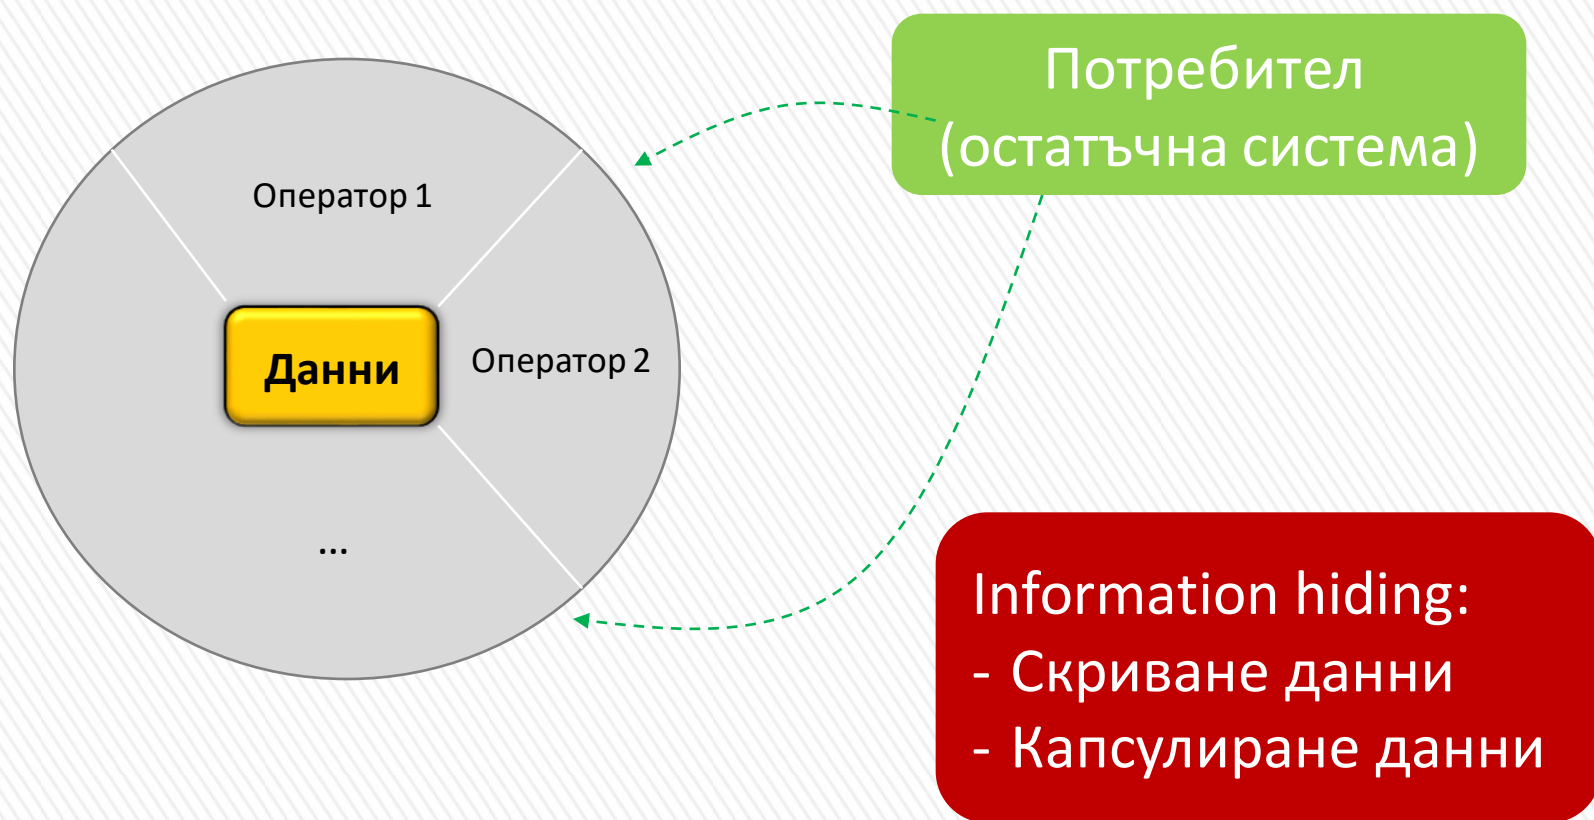 Потребител
(остатъчна система)
Оператор 1
Данни
Оператор 2
...
Information hiding:
- Скриване данни
- Капсулиране данни